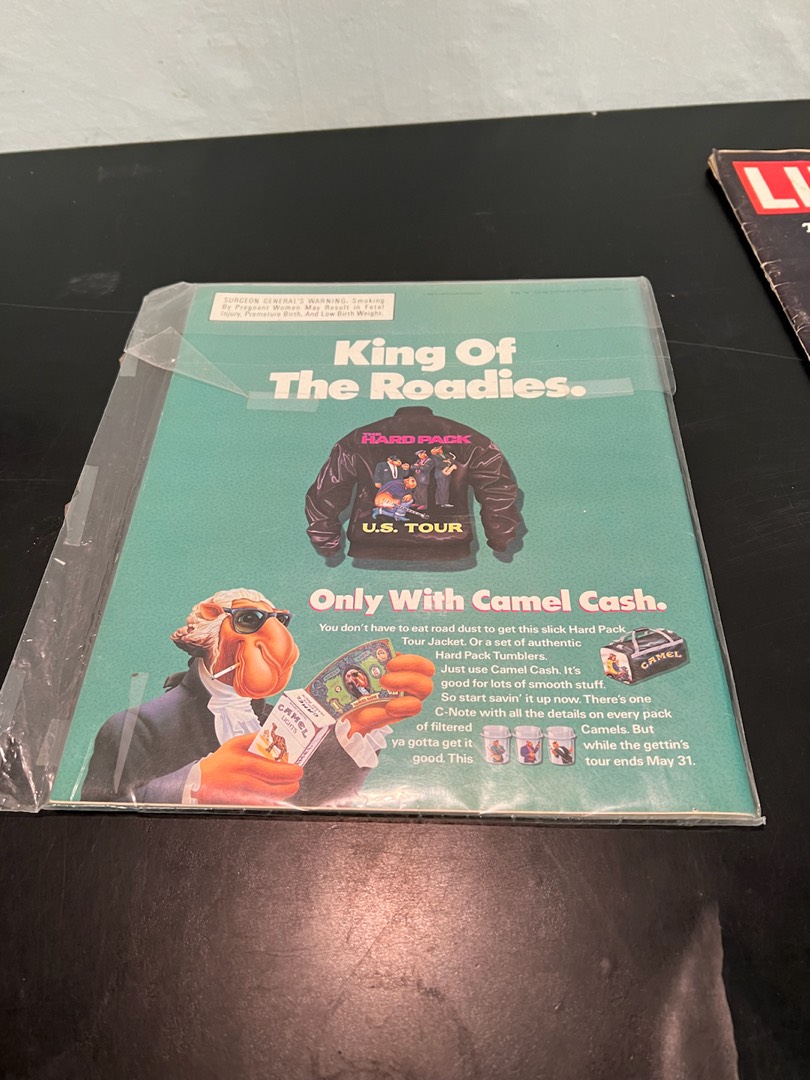 LI
SURGEON GENERAL'S WARNING: Smoking
By Pregnant Women May Result in Fetal
Injury, Premature Birth, And Low Birth Weight.
King Of
The Roadies.
THE
HARD PACK
U.S. TOUR
Only With Camel Cash.
You don't have to eat road dust to get this slick Hard Pack
Tour Jacket. Or a set of authentic
Hard Pack Tumblers.
CAMEL
Just use Camel Cash. It's
good for lots of smooth stuff.
So start savin' it up now. There's one
C-Note with all the details on every pack
of filtered Camels. But
ya gotta get it while the gettin's
good. This tour ends May 31.
CAMEL
LIGHTS